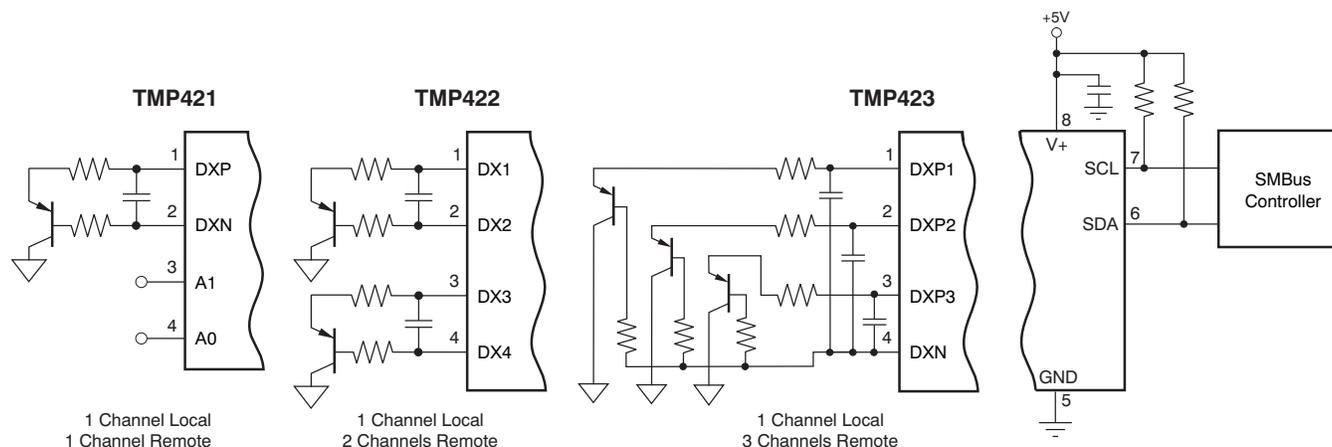 TMP421
1
DXP
2
DXN
3
A1
4
A0
1 Channel Local
1 Channel Remote
TMP422
1
DX1
2
DX2
3
DX3
4
DX4
1 Channel Local
2 Channels Remote
TMP423
1
DXP1
2
DXP2
3
DXP3
4
DXN
1 Channel Local
3 Channels Remote
+5V
8
V+
7
SCL
6
SDA
GND
5
SMBus
Controller